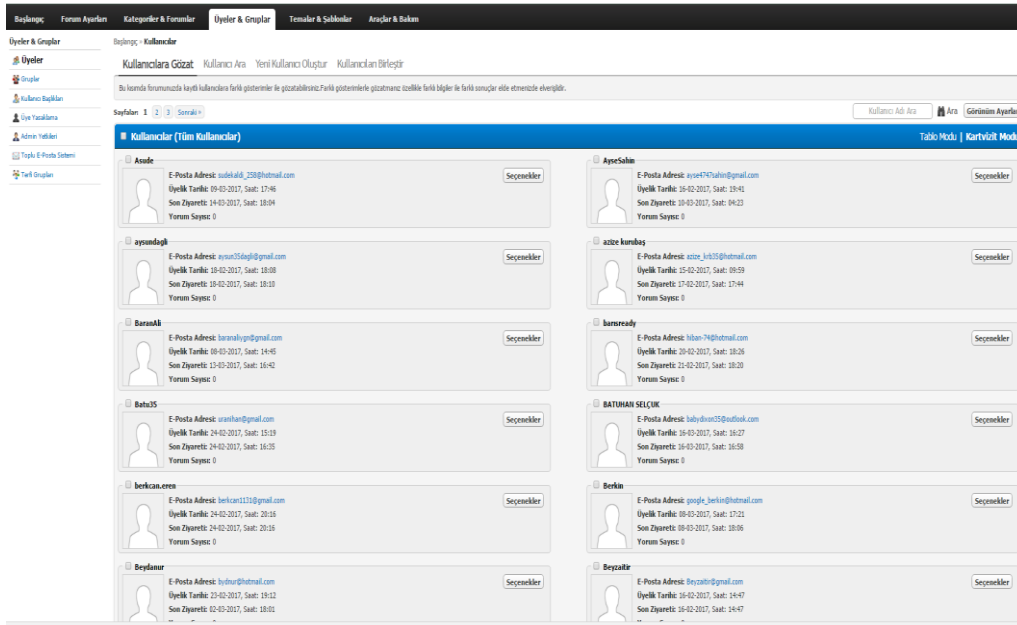 Başlangıç Forum Ayarları Kategoriler & Forumlar Üyeler & Gruplar Temalar & Şablonlar Araçlar & Bakım
Üyeler & Gruplar
Üyeler
Gruplar
Kullanıcı Başlıkları
Üye Yasaklama
Admin Yetkileri
Toplu E-Posta Sistemi
Terfi Grupları
Başlangıç » Kullanıcılar
Kullanıcılara Gözat Kullanıcı Ara Yeni Kullanıcı Oluştur Kullanıcıları Birleştir
Bu kısımda forumunuzda kayıtlı kullanıcılara farklı gösterimler ile gözatabilirsiniz.Farklı gösterimlerle gözatmanız özellikle farklı bilgiler ile farklı sonuçlar elde etmenizde elverişlidir.
Sayfalar: 1 2 3 Sonraki » Kullanıcı Adı Ara Ara Görünüm Ayarlar
Kullanıcılar (Tüm Kullanıcılar) Tablo Modu | Kartvizit Modu
Asude
E-Posta Adresi: sudekaldi_258@hotmail.com Seçenekler
Üyelik Tarihi: 09-03-2017, Saat: 17:46
Son Ziyareti: 14-03-2017, Saat: 18:04
Yorum Sayısı: 0
AyseSahin
E-Posta Adresi: ayse4747sahin@gmail.com Seçenekler
Üyelik Tarihi: 16-02-2017, Saat: 19:41
Son Ziyareti: 10-03-2017, Saat: 04:23
Yorum Sayısı: 0
aysundagli
E-Posta Adresi: aysun35dagli@gmail.com Seçenekler
Üyelik Tarihi: 18-02-2017, Saat: 18:08
Son Ziyareti: 18-02-2017, Saat: 18:10
Yorum Sayısı: 0
azize kurubaş
E-Posta Adresi: azize_krb35@hotmail.com Seçenekler
Üyelik Tarihi: 15-02-2017, Saat: 09:59
Son Ziyareti: 17-02-2017, Saat: 17:44
Yorum Sayısı: 0
BaranAli
E-Posta Adresi: baranaliygn@gmail.com Seçenekler
Üyelik Tarihi: 08-03-2017, Saat: 14:45
Son Ziyareti: 13-03-2017, Saat: 16:42
Yorum Sayısı: 0
barısready
E-Posta Adresi: hiban-74@hotmail.com Seçenekler
Üyelik Tarihi: 20-02-2017, Saat: 18:26
Son Ziyareti: 21-02-2017, Saat: 18:20
Yorum Sayısı: 0
Batu35
E-Posta Adresi: uranihan@gmail.com Seçenekler
Üyelik Tarihi: 24-02-2017, Saat: 15:19
Son Ziyareti: 24-02-2017, Saat: 16:35
Yorum Sayısı: 0
BATUHAN SELÇUK
E-Posta Adresi: babydivon35@outlook.com Seçenekler
Üyelik Tarihi: 16-03-2017, Saat: 16:27
Son Ziyareti: 16-03-2017, Saat: 16:58
Yorum Sayısı: 0
berkcan.eren
E-Posta Adresi: berkcan1131@gmail.com Seçenekler
Üyelik Tarihi: 24-02-2017, Saat: 20:16
Son Ziyareti: 24-02-2017, Saat: 20:16
Yorum Sayısı: 0
Berkin
E-Posta Adresi: google_berkin@hotmail.com Seçenekler
Üyelik Tarihi: 08-03-2017, Saat: 17:21
Son Ziyareti: 08-03-2017, Saat: 18:06
Yorum Sayısı: 0
Beydanur
E-Posta Adresi: bydnur@hotmail.com Seçenekler
Üyelik Tarihi: 23-02-2017, Saat: 19:12
Son Ziyareti: 02-03-2017, Saat: 18:01
Beyzaitir
E-Posta Adresi: Beyzaitir@gmail.com Seçenekler
Üyelik Tarihi: 16-02-2017, Saat: 14:47
Son Ziyareti: 16-02-2017, Saat: 14:47